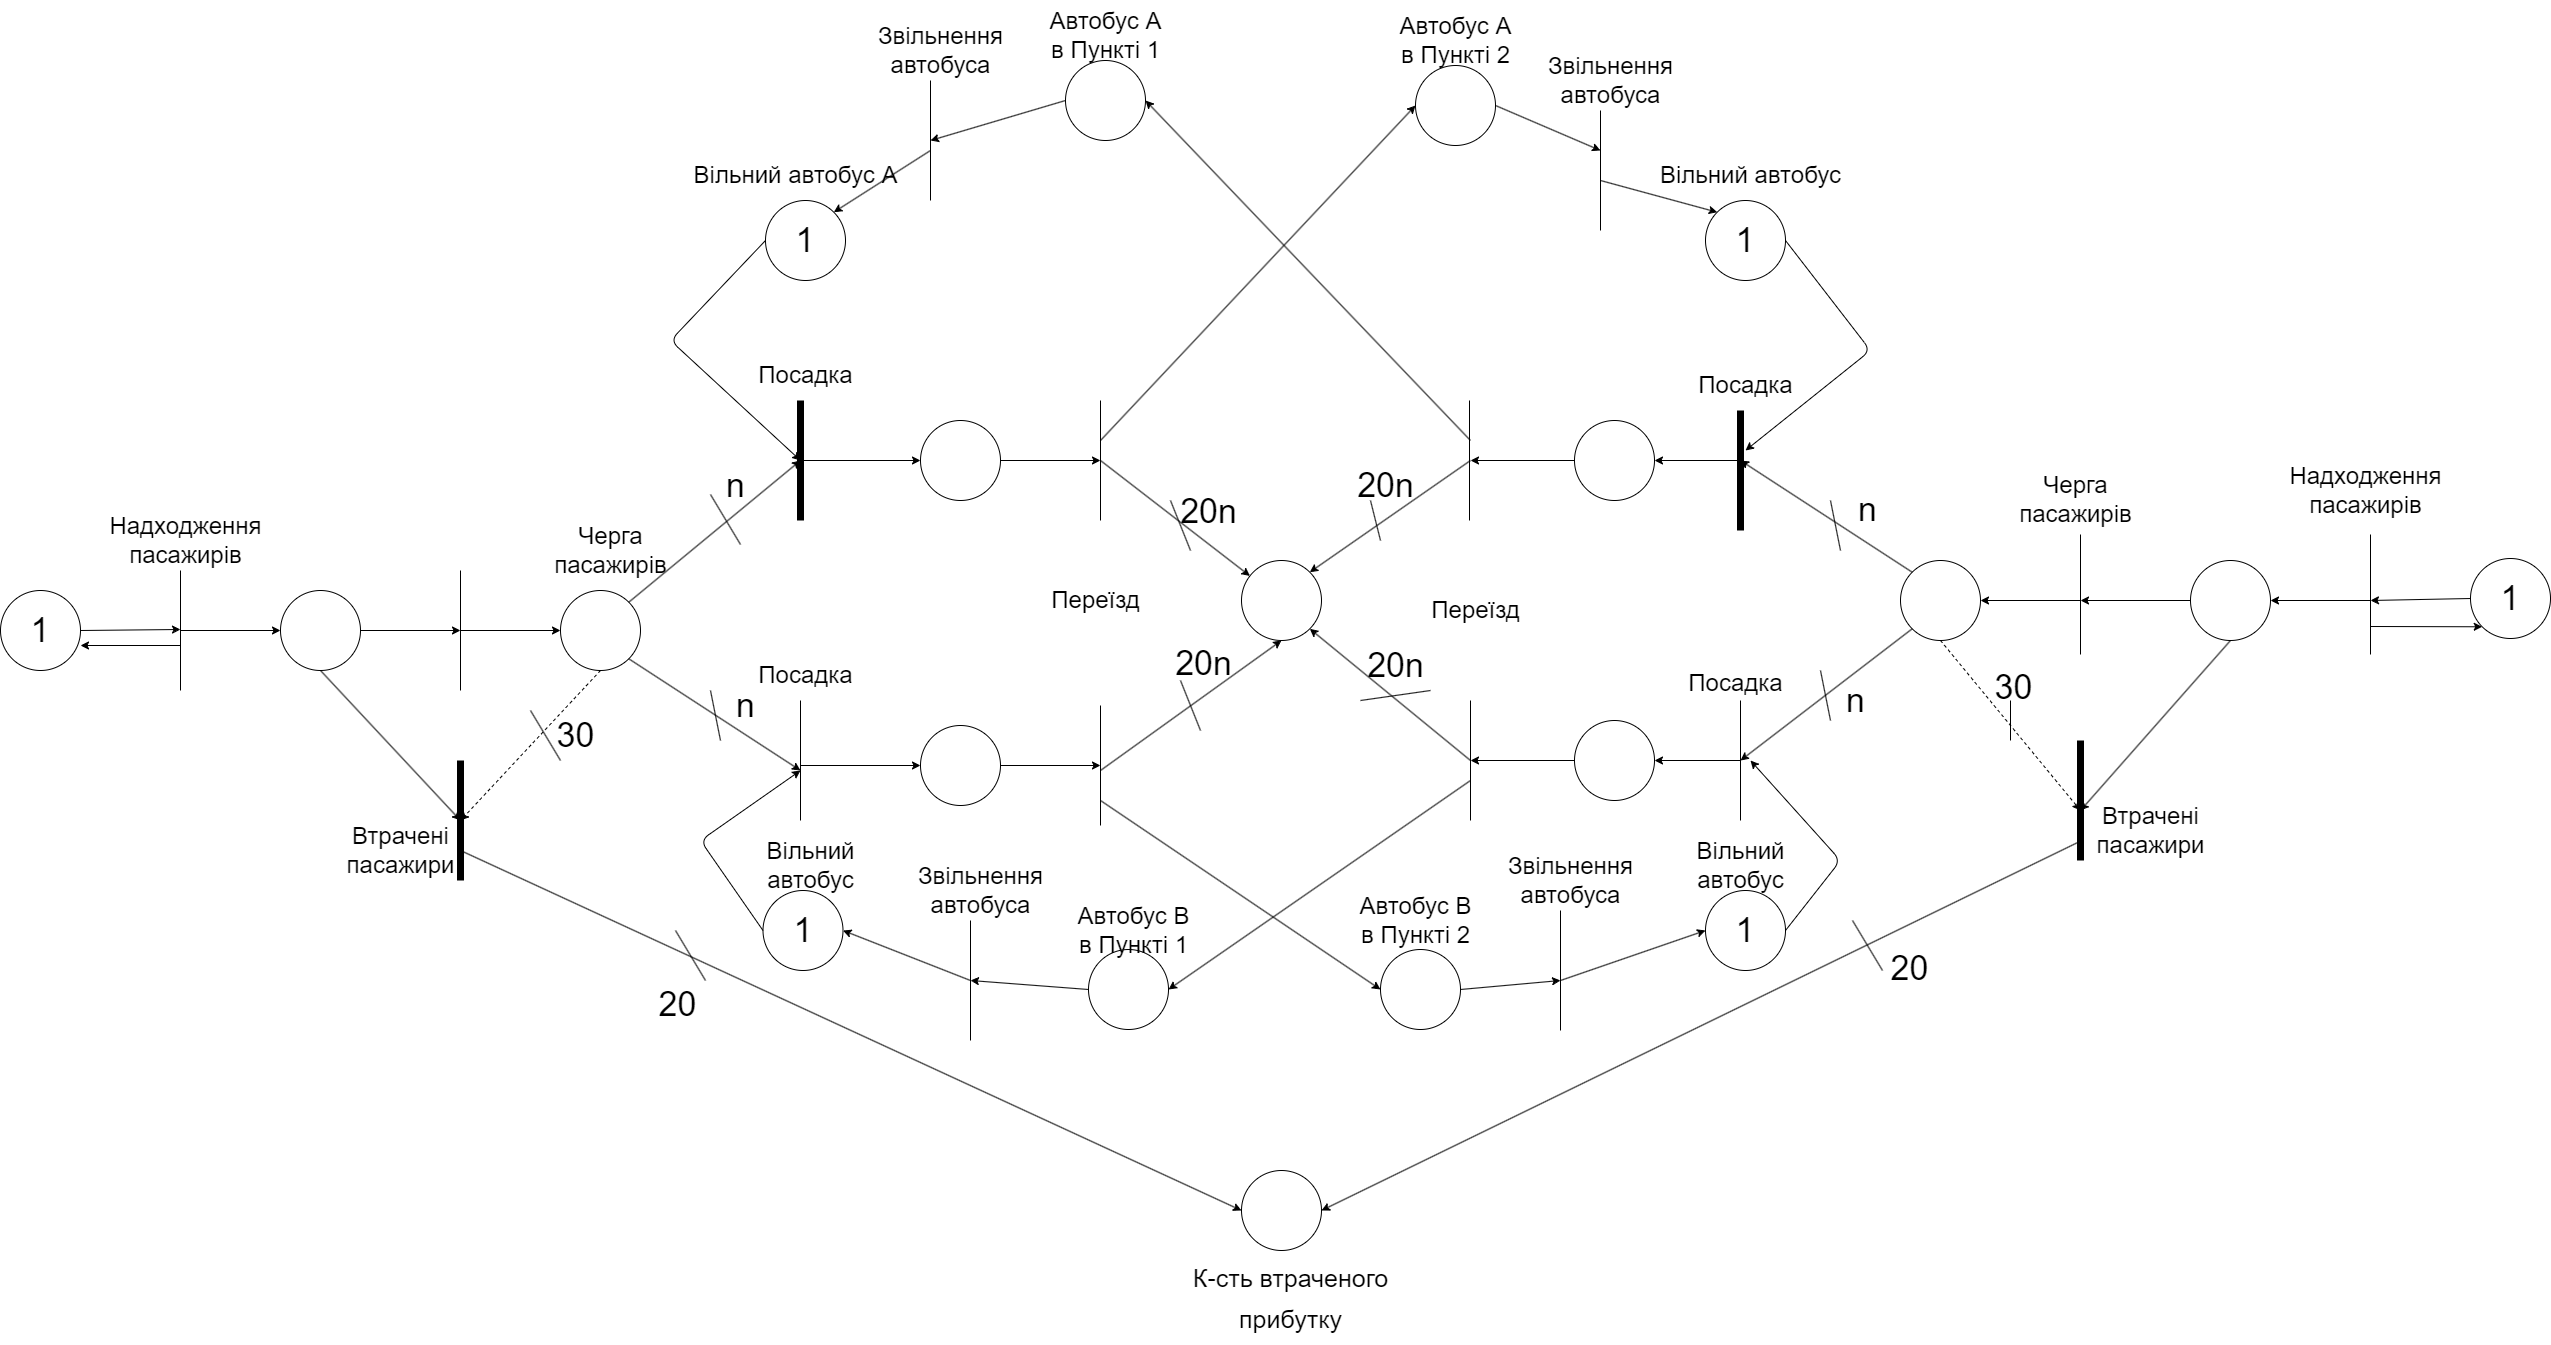 Автобус А
в Пункті 1
Автобус А
в Пункті 2
Звільнення
автобуса
Звільнення
автобуса
Вільний автобус А
Вільний автобус
1
1
Посадка
Посадка
n
20n
20n
n
Надходження
пасажирів
Черга
пасажирів
Черга
пасажирів
Надходження
пасажирів
1
Переїзд
Переїзд
1
Посадка
n
20n
20n
Посадка
n
30
30
Втрачені
пасажири
Втрачені
пасажири
Вільний
автобус
Звільнення
автобуса
Автобус В
в Пункті 1
Автобус В
в Пункті 2
Звільнення
автобуса
Вільний
автобус
1
1
20
20
К-сть втраченого
прибутку